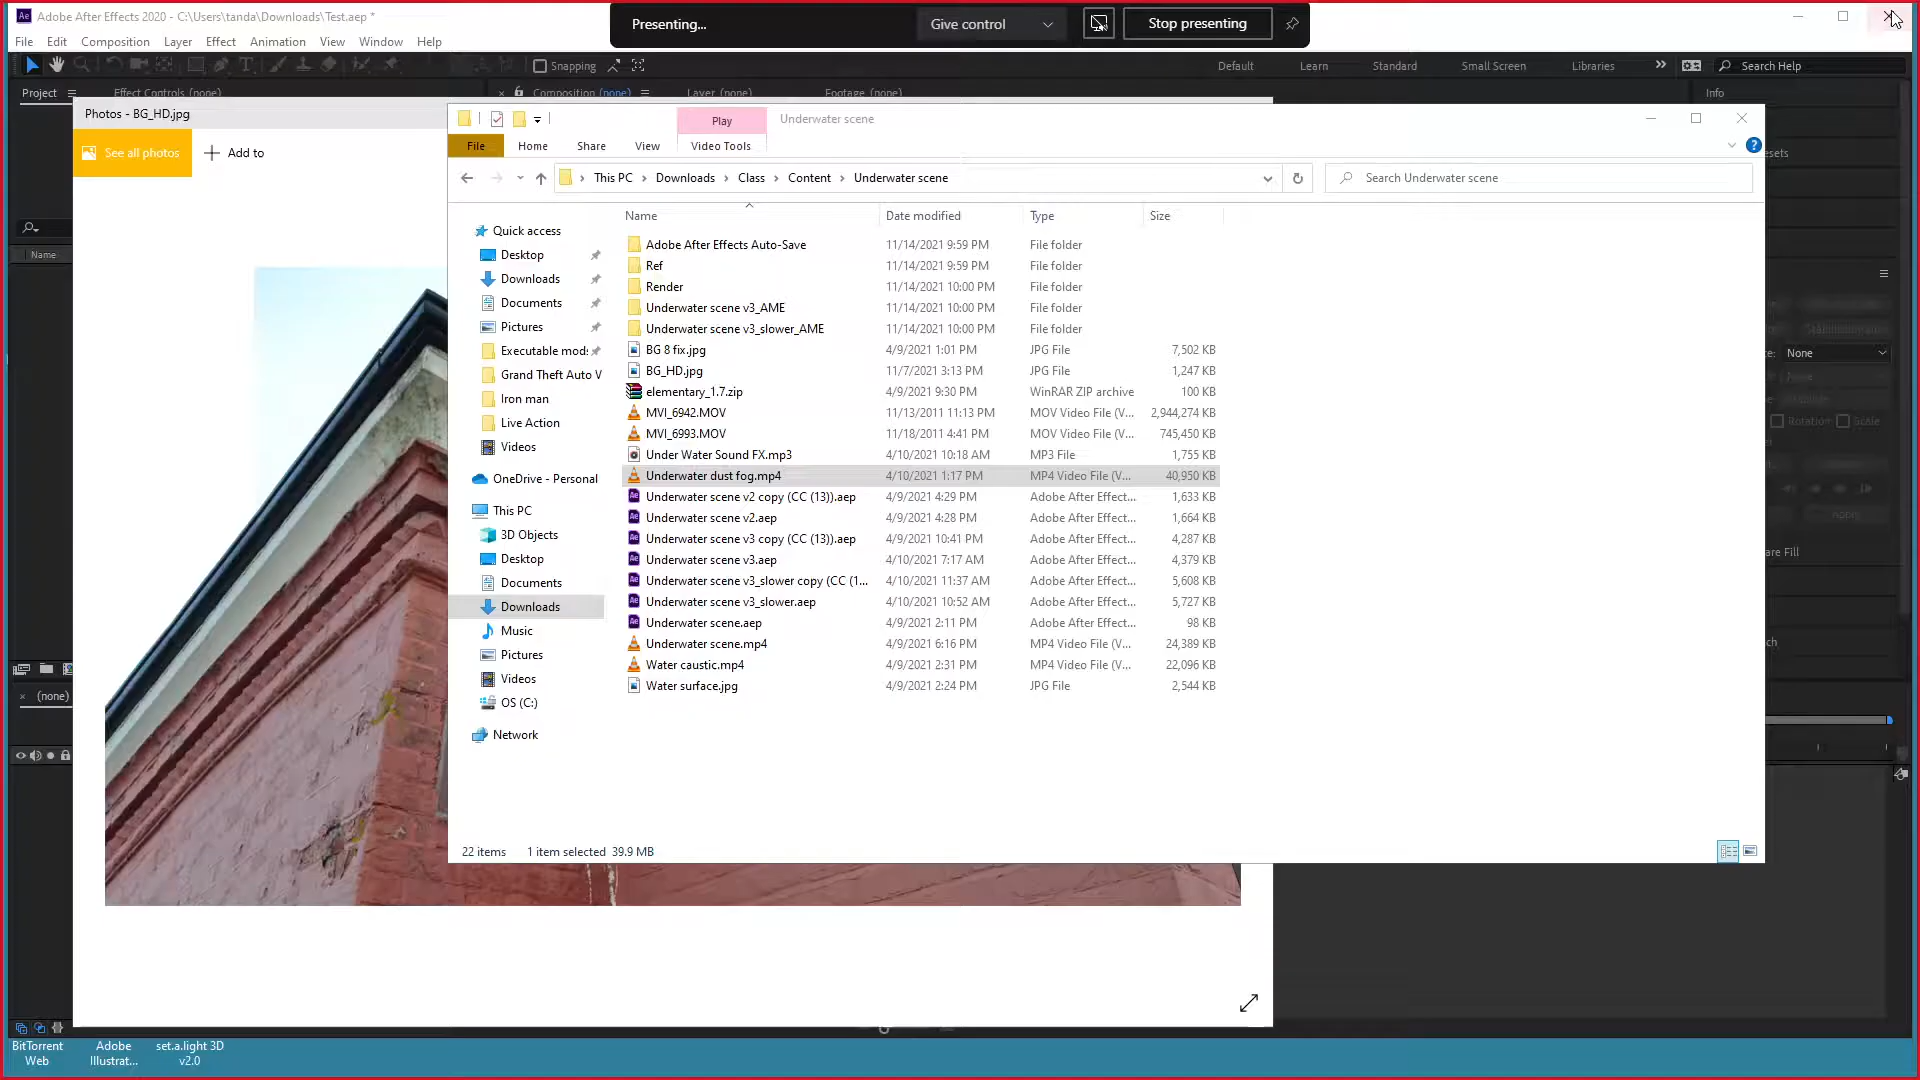 Adobe After Effects 2020 - C:\Users\tanda\Downloads\Test.aep *
Presenting...
Give control
Stop presenting
File Edit Composition Layer Effect Animation View Window Help
Snapping
Default Learn Standard Small Screen Libraries Search Help
Project Effect Controls (none) Composition (none) Layer (none) Footage (none) Info
Photos - BG_HD.jpg
See all photos
Add to
Play
Underwater scene
File Home Share View Video Tools
This PC Downloads Class Content Underwater scene
Search Underwater scene
Name Date modified Type Size
Quick access
Desktop
Downloads
Documents
Pictures
Executable mod:
Grand Theft Auto V
Iron man
Live Action
Videos
OneDrive - Personal
This PC
3D Objects
Desktop
Documents
Downloads
Music
Pictures
Videos
OS (C:)
Network
Adobe After Effects Auto-Save 11/14/2021 9:59 PM File folder
Ref 11/14/2021 9:59 PM File folder
Render 11/14/2021 10:00 PM File folder
Underwater scene v3_AME 11/14/2021 10:00 PM File folder
Underwater scene v3_slower_AME 11/14/2021 10:00 PM File folder
BG 8 fix.jpg 4/9/2021 1:01 PM JPG File 7,502 KB
BG_HD.jpg 11/7/2021 3:13 PM JPG File 1,247 KB
elementary_1.7.zip 4/9/2021 9:30 PM WinRAR ZIP archive 100 KB
MVI_6942.MOV 11/13/2011 11:13 PM MOV Video File (V... 2,944,274 KB
MVI_6993.MOV 11/18/2011 4:41 PM MOV Video File (V... 745,450 KB
Under Water Sound FX.mp3 4/10/2021 10:18 AM MP3 File 1,755 KB
Underwater dust fog.mp4 4/10/2021 1:17 PM MP4 Video File (V... 40,950 KB
Underwater scene v2 copy (CC (13)).aep 4/9/2021 4:29 PM Adobe After Effect... 1,633 KB
Underwater scene v2.aep 4/9/2021 4:28 PM Adobe After Effect... 1,664 KB
Underwater scene v3 copy (CC (13)).aep 4/9/2021 10:41 PM Adobe After Effect... 4,287 KB
Underwater scene v3.aep 4/10/2021 7:17 AM Adobe After Effect... 4,379 KB
Underwater scene v3_slower copy (CC (1... 4/10/2021 11:37 AM Adobe After Effect... 5,608 KB
Underwater scene v3_slower.aep 4/10/2021 10:52 AM Adobe After Effect... 5,727 KB
Underwater scene.aep 4/9/2021 2:11 PM Adobe After Effect... 98 KB
Underwater scene.mp4 4/9/2021 6:16 PM MP4 Video File (V... 24,389 KB
Water caustic.mp4 4/9/2021 2:31 PM MP4 Video File (V... 22,096 KB
Water surface.jpg 4/9/2021 2:24 PM JPG File 2,544 KB
22 items 1 item selected 39.9 MB
Name
(none)
esets
None
Rotation Scale
Apply
are Fill
ch
BitTorrent Web
Adobe Illustrat...
set.a.light 3D v2.0